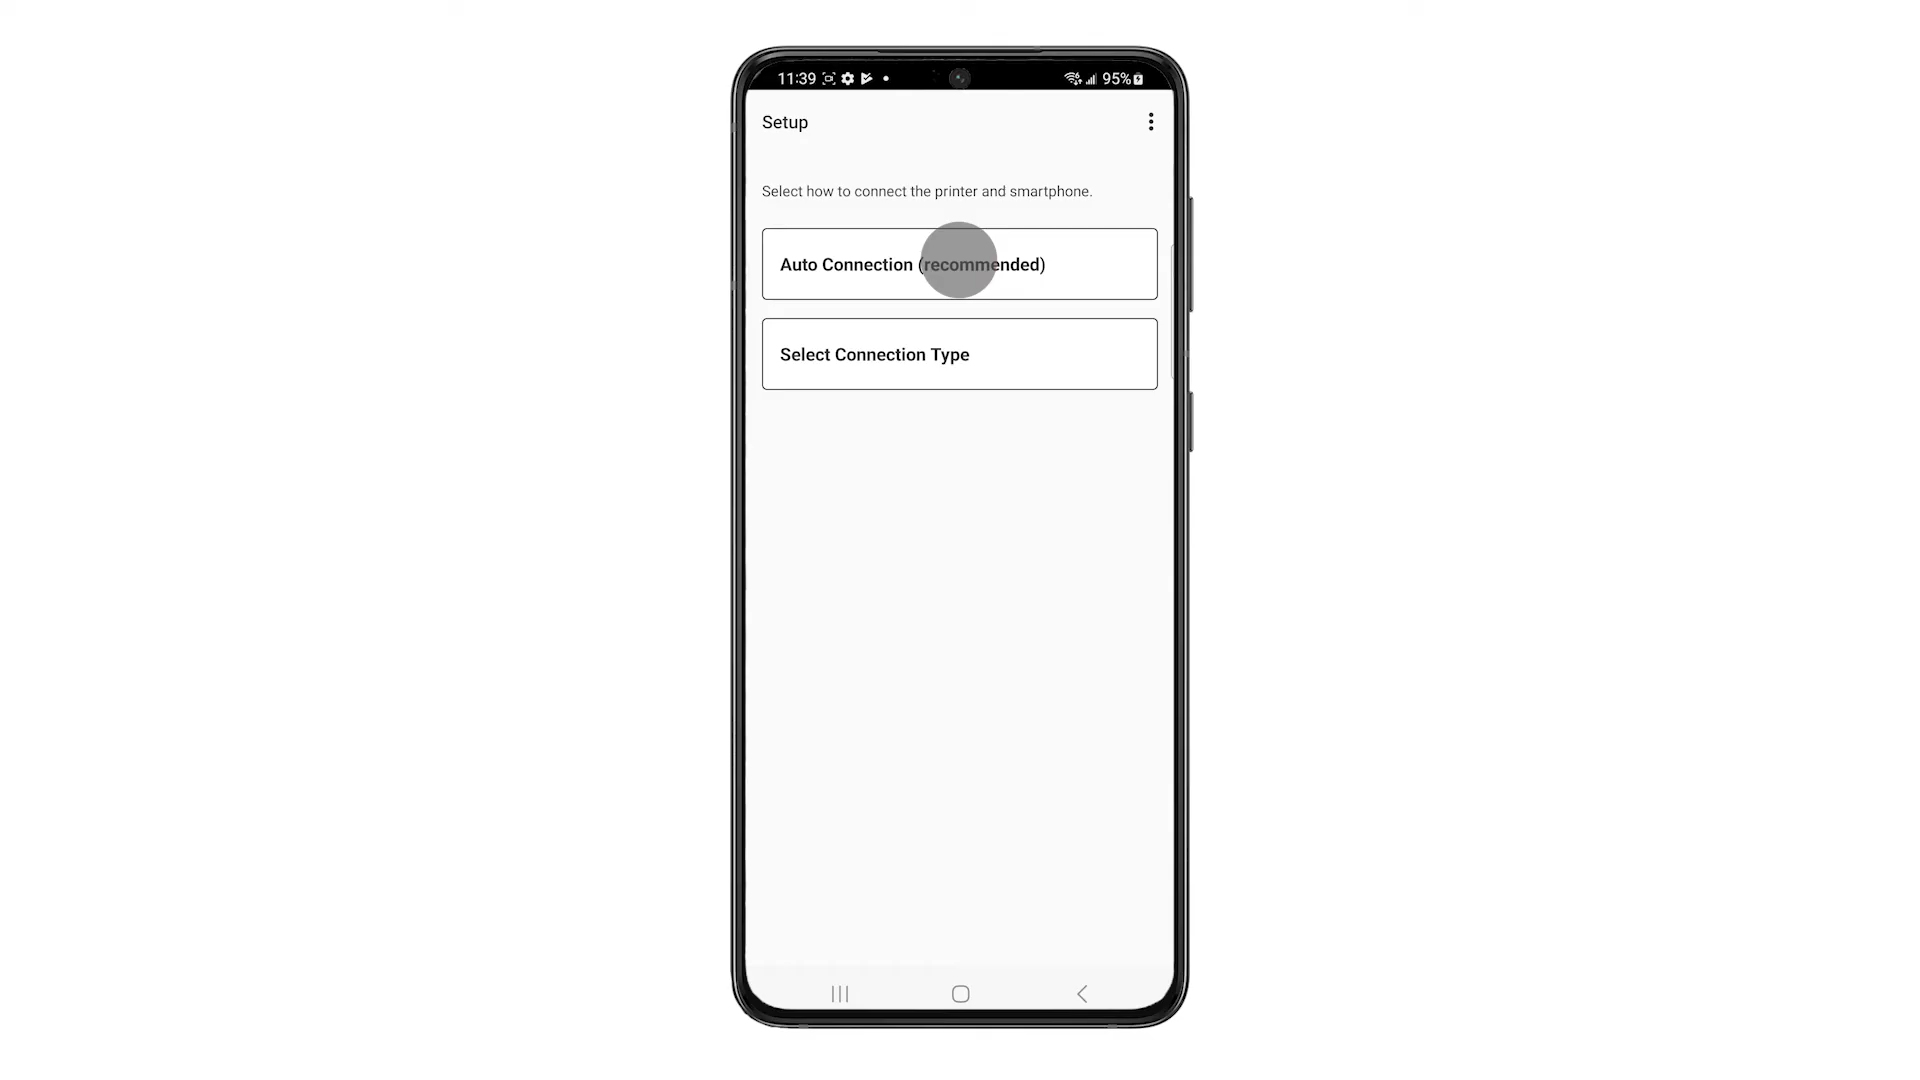 11:39
95%
Setup
Select how to connect the printer and smartphone.
Auto Connection (recommended)
Select Connection Type